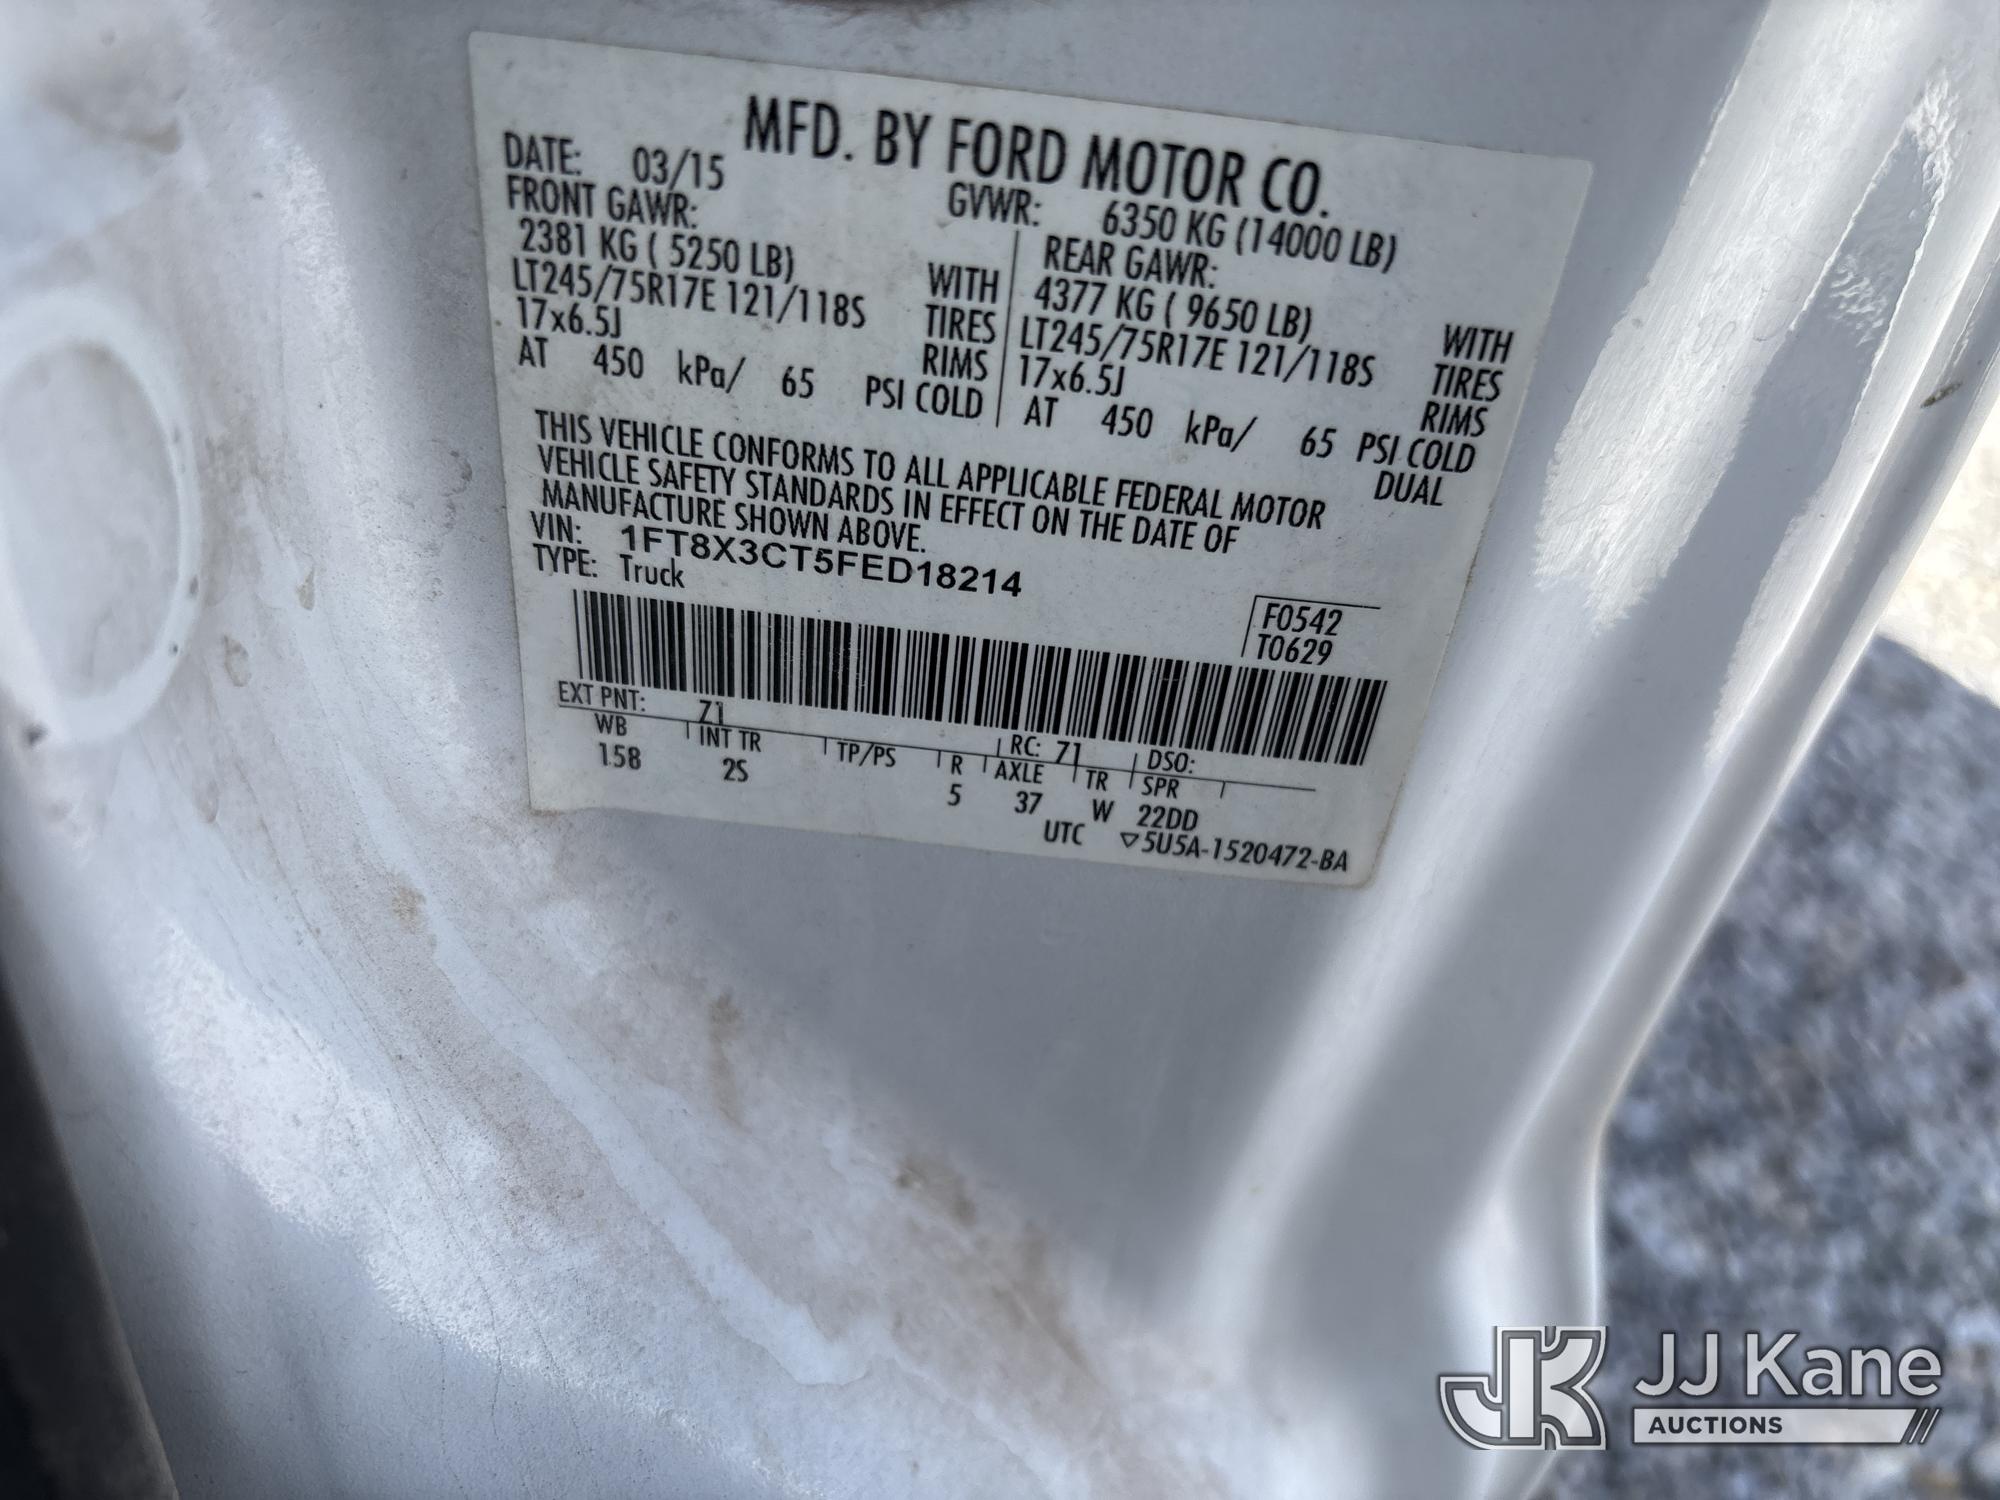 MFD. BY FORD MOTOR CO.
DATE: 03/15 GVWR: 6350 KG (14000 LB)
FRONT GAWR: REAR GAWR:
2381 KG ( 5250 LB) WITH 4377 KG ( 9650 LB) WITH
LT245/75R17E 121/118S TIRES LT245/75R17E 121/118S TIRES
17x6.5J RIMS 17x6.5J RIMS
AT 450 kPa/ 65 PSI COLD AT 450 kPa/ 65 PSI COLD
DUAL
THIS VEHICLE CONFORMS TO ALL APPLICABLE FEDERAL MOTOR
VEHICLE SAFETY STANDARDS IN EFFECT ON THE DATE OF
MANUFACTURE SHOWN ABOVE.
VIN: 1FT8X3CT5FED18214
TYPE: Truck
F0542
T0629
EXT PNT: Z1 RC: 71 DSO:
WB INT TR TP/PS R AXLE TR SPR
158 2S 5 37 W 22DD
UTC ▽5U5A-1520472-BA
JK JJ Kane
AUCTIONS